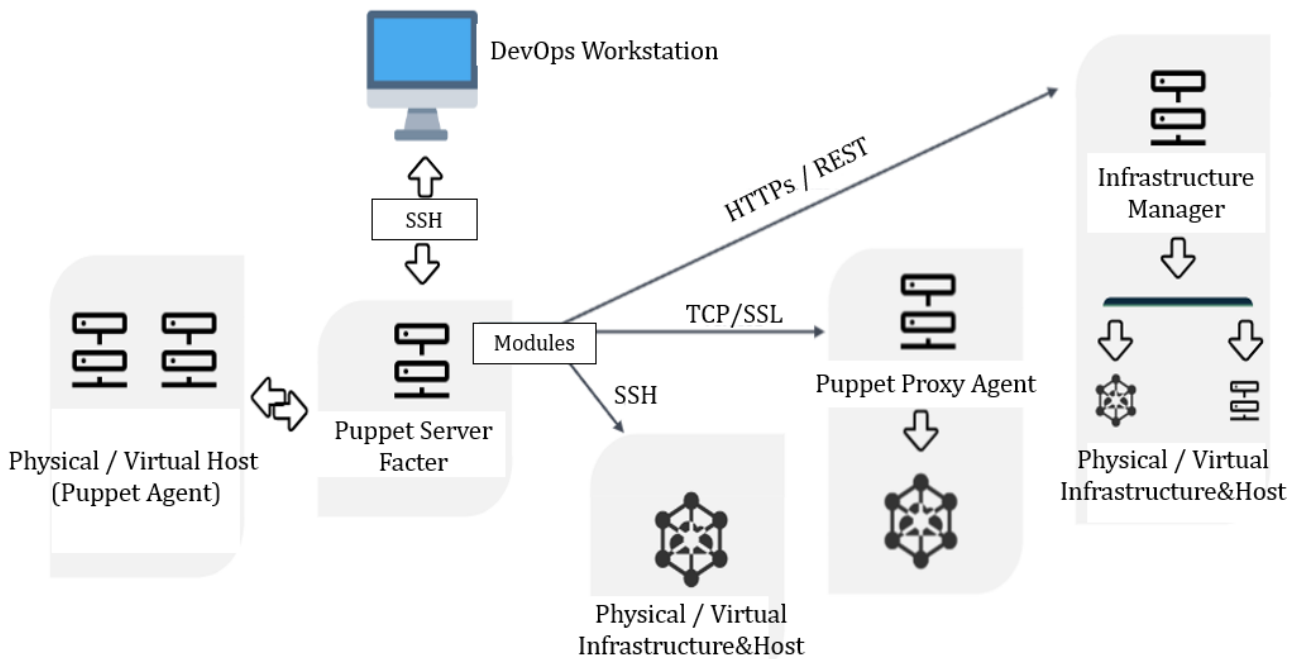 DevOps Workstation
SSH
HTTPs / REST
Infrastructure
Manager
Modules
TCP/SSL
SSH
Puppet Proxy Agent
Puppet Server
Facter
Physical / Virtual Host
(Puppet Agent)
Physical / Virtual
Infrastructure&Host
Physical / Virtual
Infrastructure&Host